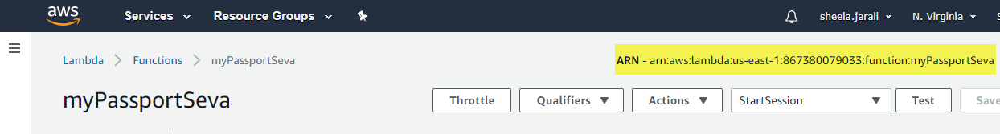 aws Services Resource Groups sheela.jarali N. Virginia
Lambda Functions myPassportSeva ARN - arn:aws:lambda:us-east-1:867380079033:function:myPassportSeva
myPassportSeva Throttle Qualifiers Actions StartSession Test Save